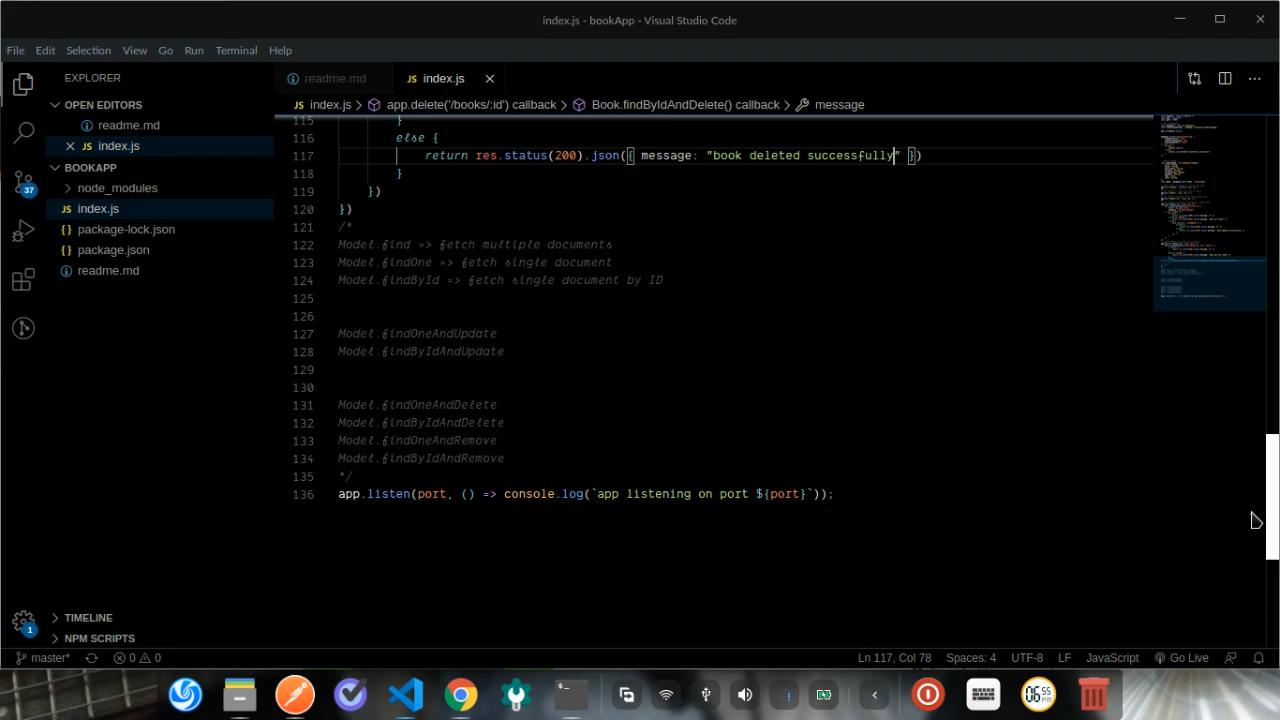 index.js - bookApp - Visual Studio Code
File Edit Selection View Go Run Terminal Help
EXPLORER
OPEN EDITORS
readme.md
index.js
BOOKAPP
node_modules
index.js
package-lock.json
package.json
readme.md
37
TIMELINE
NPM SCRIPTS
1
readme.md
index.js
index.js > app.delete('/books/:id') callback > Book.findByIdAndDelete() callback > message
115 }
116 else {
117 return res.status(200).json({ message: "book deleted successfully" })
118 }
119 })
120 })
121 /*
122 Model.find => fetch multiple documents
123 Model.findOne => fetch single document
124 Model.findById => fetch single document by ID
125
126
127 Model.findOneAndUpdate
128 Model.findByIdAndUpdate
129
130
131 Model.findOneAndDelete
132 Model.findByIdAndDelete
133 Model.findOneAndRemove
134 Model.findByIdAndRemove
135 */
136 app.listen(port, () => console.log(`app listening on port ${port}`));
master* 0 0 Ln 117, Col 78 Spaces: 4 UTF-8 LF JavaScript Go Live
06 55